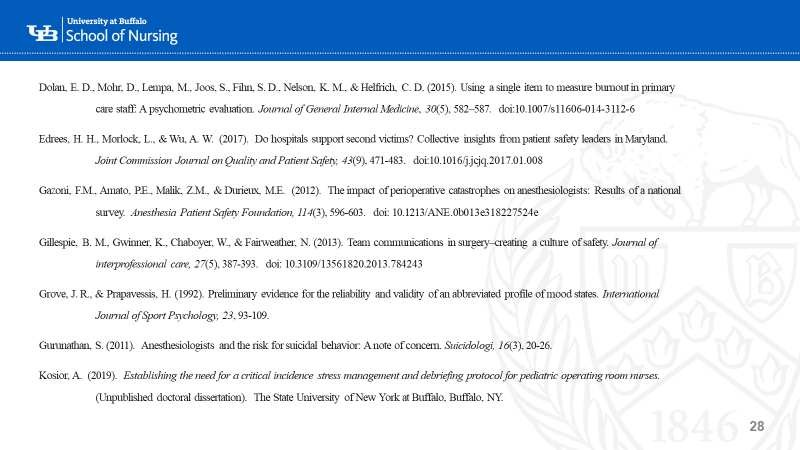 University at Buffalo
School of Nursing
Dolan, E. D., Mohr, D., Lempa, M., Joos, S., Fihn, S. D., Nelson, K. M., & Helfrich, C. D. (2015). Using a single item to measure burnout in primary
care staff: A psychometric evaluation. Journal of General Internal Medicine, 30(5), 582–587. doi:10.1007/s11606-014-3112-6
Edrees, H. H., Morlock, L., & Wu, A. W. (2017). Do hospitals support second victims? Collective insights from patient safety leaders in Maryland.
Joint Commission Journal on Quality and Patient Safety, 43(9), 471-483. doi:10.1016/j.jcjq.2017.01.008
Gazoni, F.M., Amato, P.E., Malik, Z.M., & Durieux, M.E. (2012). The impact of perioperative catastrophes on anesthesiologists: Results of a national
survey. Anesthesia Patient Safety Foundation, 114(3), 596-603. doi: 10.1213/ANE.0b013e318227524e
Gillespie, B. M., Gwinner, K., Chaboyer, W., & Fairweather, N. (2013). Team communications in surgery–creating a culture of safety. Journal of
interprofessional care, 27(5), 387-393. doi: 10.3109/13561820.2013.784243
Grove, J. R., & Prapavessis, H. (1992). Preliminary evidence for the reliability and validity of an abbreviated profile of mood states. International
Journal of Sport Psychology, 23, 93-109.
Gurunathan, S. (2011). Anesthesiologists and the risk for suicidal behavior: A note of concern. Suicidologi, 16(3), 20-26.
Kosior, A. (2019). Establishing the need for a critical incidence stress management and debriefing protocol for pediatric operating room nurses.
(Unpublished doctoral dissertation). The State University of New York at Buffalo, Buffalo, NY.
1846
28